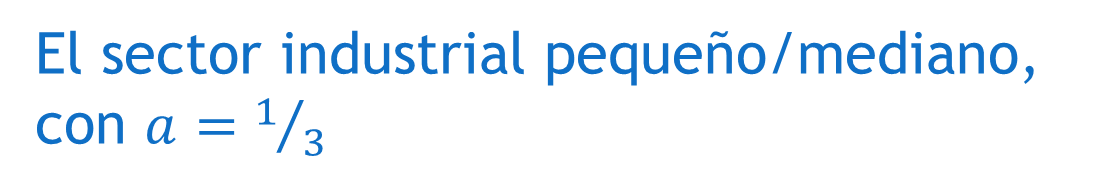 El sector industrial pequeño/mediano,
con a = 1/3